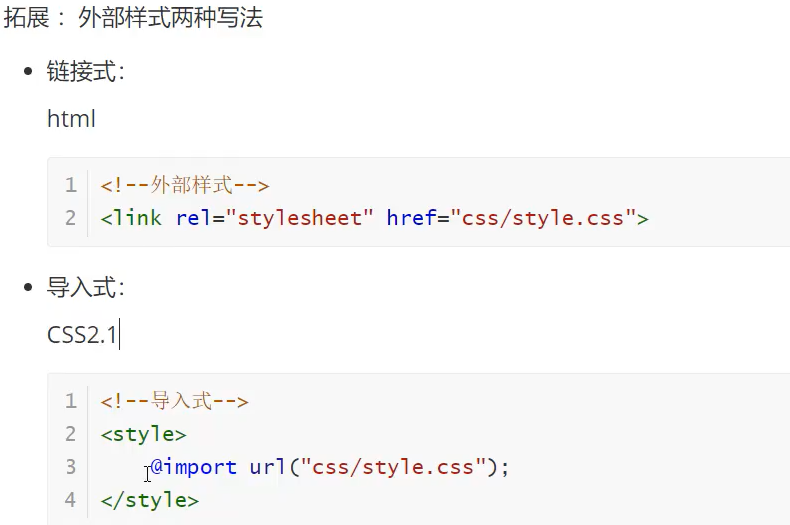 拓展：外部样式两种写法
链接式：
html
1 <!--外部样式-->
2 <link rel="stylesheet" href="css/style.css">
导入式：
CSS2.1
1 <!--导入式-->
2 <style>
3 @import url("css/style.css");
4 </style>